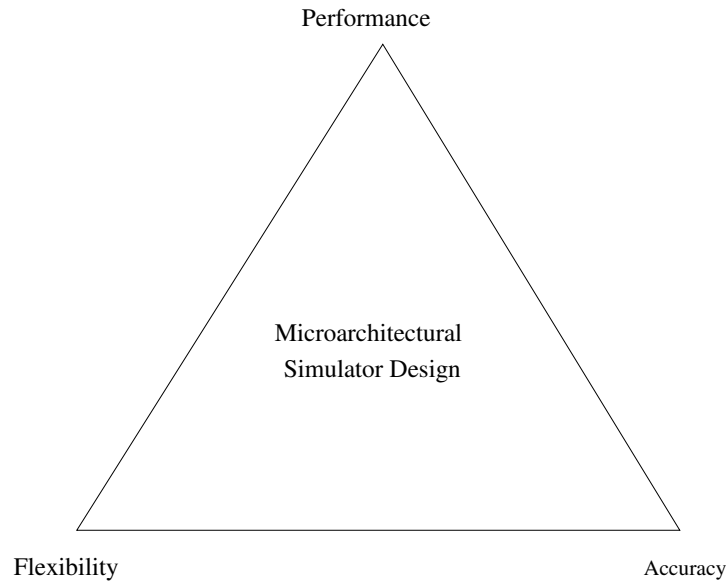 Performance
Microarchitectural
Simulator Design
Flexibility
Accuracy